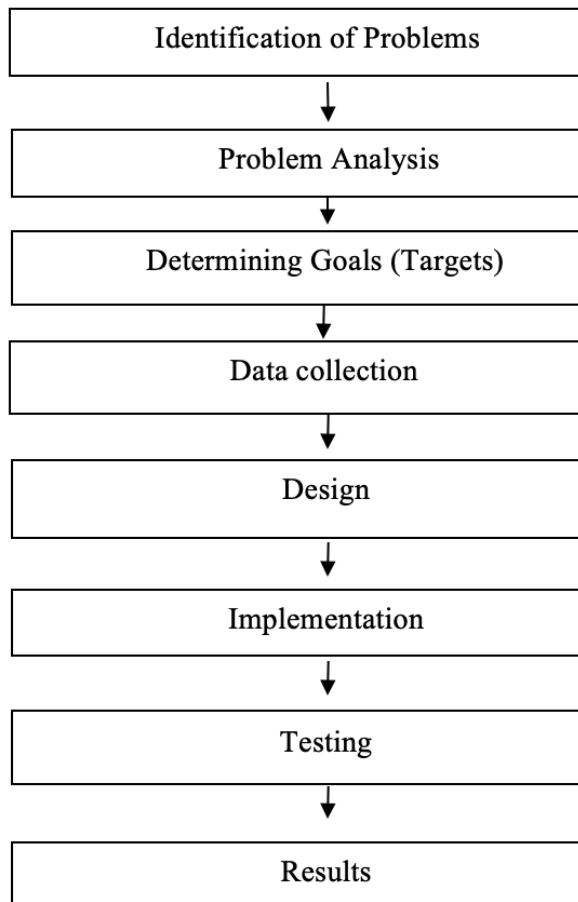 Identification of Problems
Problem Analysis
Determining Goals (Targets)
Data collection
Design
Implementation
Testing
Results